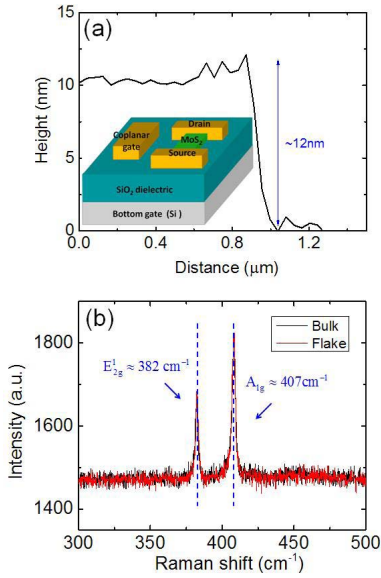 (a)
15
10
5
0
Height (nm)
Coplanar gate
Drain
MoS₂
Source
SiO₂ dielectric
Bottom gate (Si)
~12nm
0.0 0.4 0.8 1.2
Distance (μm)
(b)
Bulk
Flake
E¹₂g ≈ 382 cm⁻¹
A₁g ≈ 407cm⁻¹
1800
1600
1400
Intensity (a.u.)
300 350 400 450 500
Raman shift (cm⁻¹)